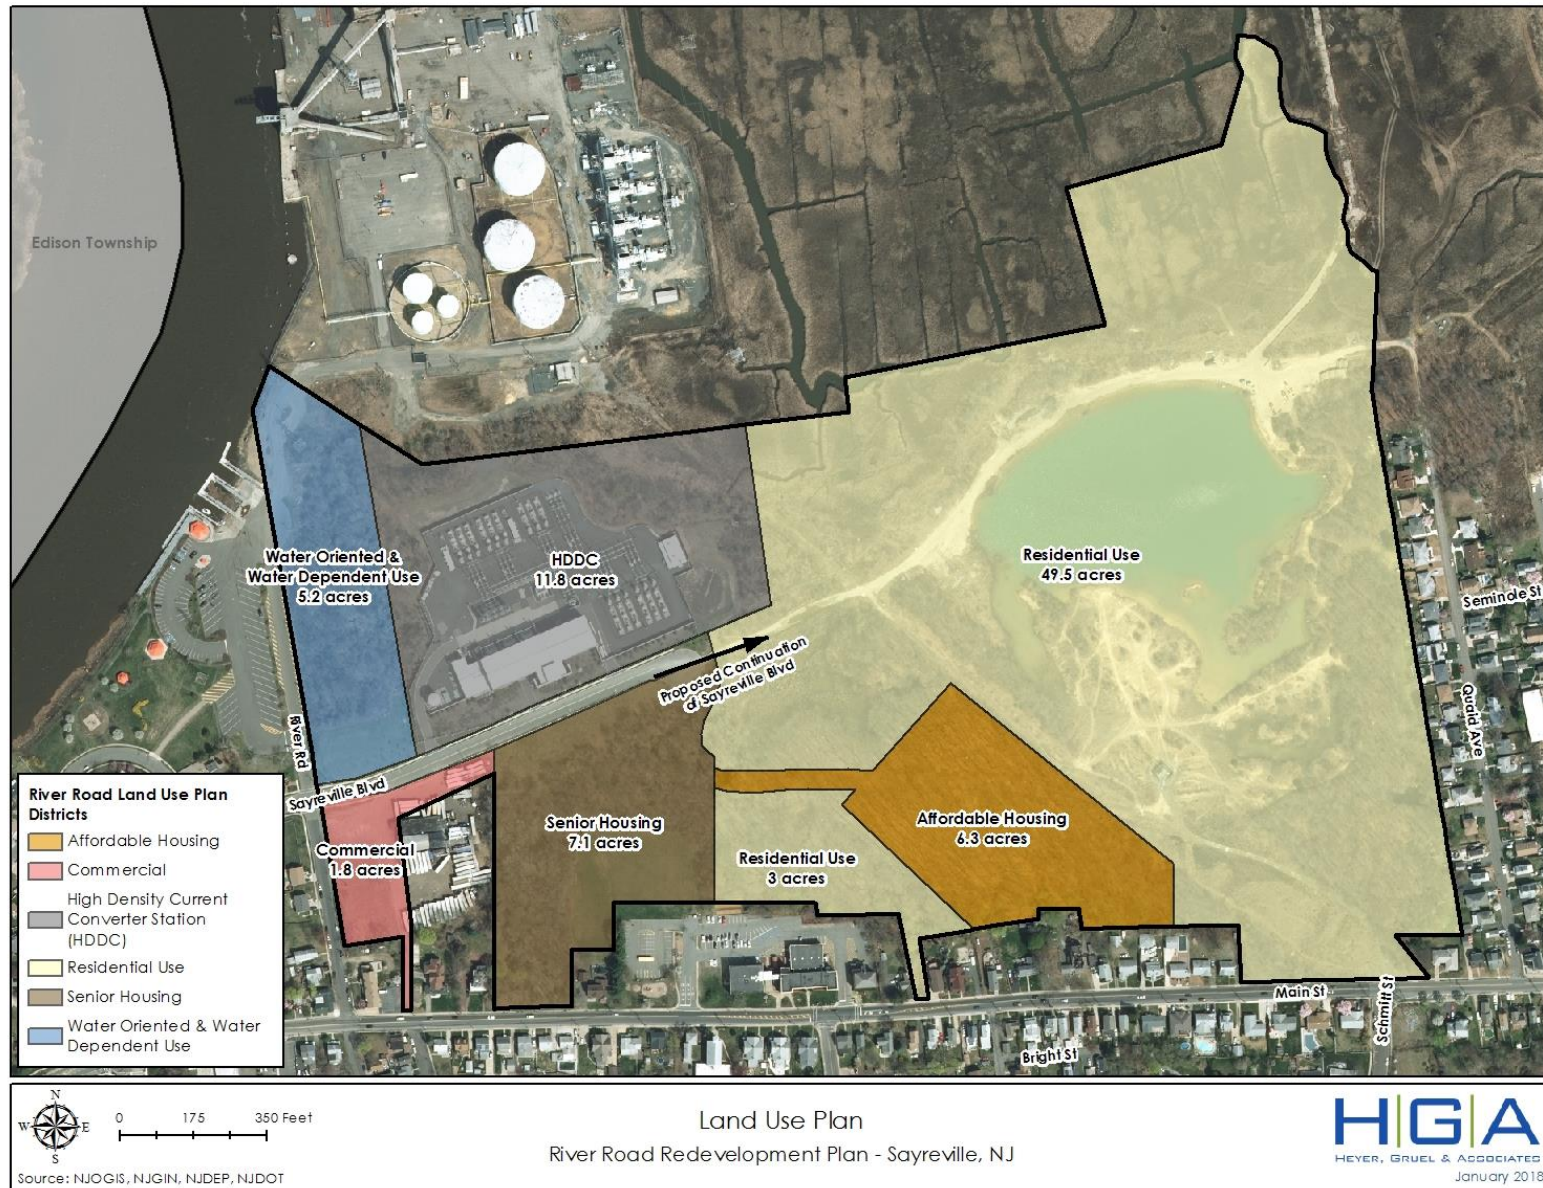 Edison Township
Water Oriented &
Water Dependent Use
5.2 acres
HDDC
11.8 acres
Residential Use
49.5 acres
Seminole St
Proposed Continuation
of Sayreville Blvd
Quaid Ave
River Rd
Sayreville Blvd
Commercial
1.8 acres
Senior Housing
7.1 acres
Residential Use
3 acres
Affordable Housing
6.3 acres
Main St
Schmitt St
Bright St
River Road Land Use Plan
Districts
Affordable Housing
Commercial
High Density Current
Converter Station
(HDDC)
Residential Use
Senior Housing
Water Oriented & Water
Dependent Use
N
W E
S
0 175 350 Feet
Source: NJOGIS, NJGIN, NJDEP, NJDOT
Land Use Plan
River Road Redevelopment Plan - Sayreville, NJ
H|G|A
HEYER, GRUEL & ASSOCIATES
January 2018